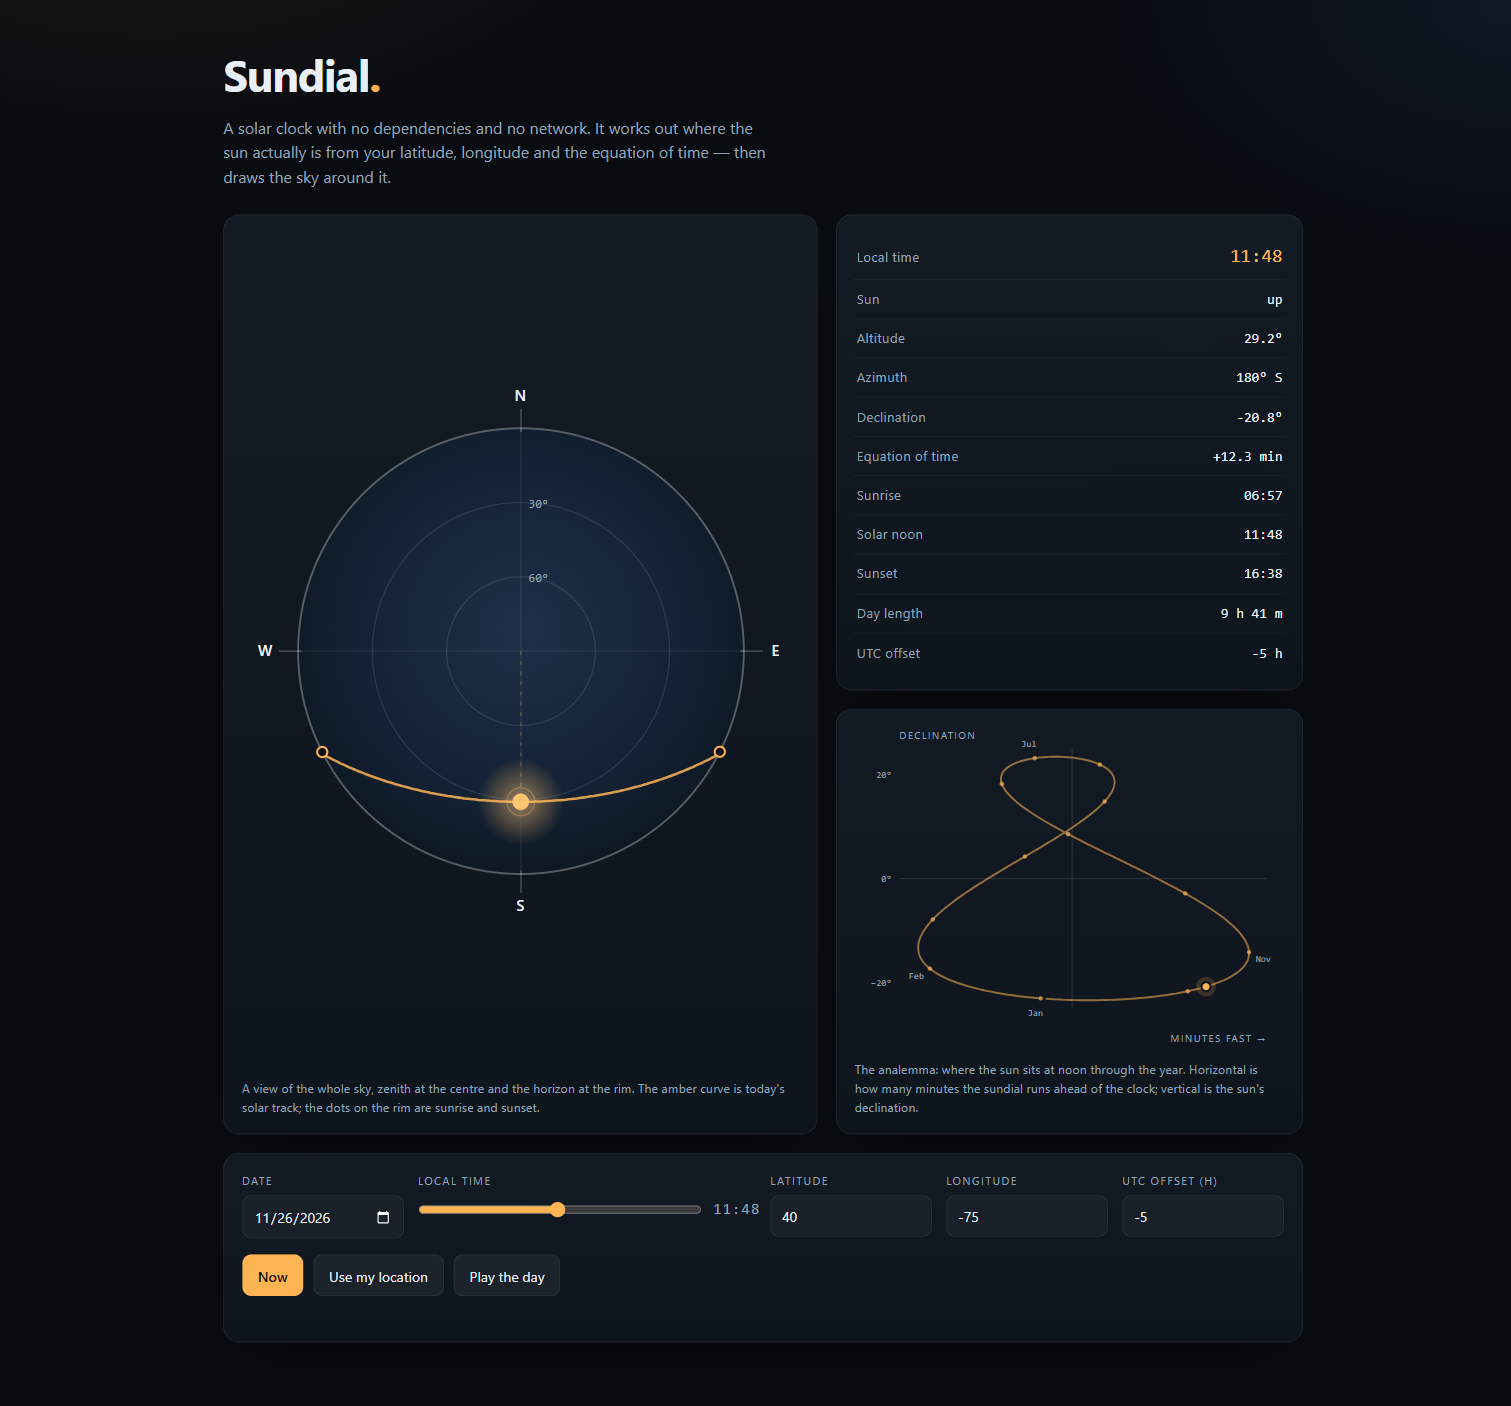 Sundial.
A solar clock with no dependencies and no network. It works out where the
sun actually is from your latitude, longitude and the equation of time — then
draws the sky around it.
N
30°
60°
W
E
S
A view of the whole sky, zenith at the centre and the horizon at the rim. The amber curve is today's
solar track; the dots on the rim are sunrise and sunset.
Local time 11:48
Sun up
Altitude 29.2°
Azimuth 180° S
Declination -20.8°
Equation of time +12.3 min
Sunrise 06:57
Solar noon 11:48
Sunset 16:38
Day length 9 h 41 m
UTC offset -5 h
DECLINATION
Jul
20°
0°
Nov
Feb
-20°
Jan
MINUTES FAST →
The analemma: where the sun sits at noon through the year. Horizontal is
how many minutes the sundial runs ahead of the clock; vertical is the sun's
declination.
DATE LOCAL TIME LATITUDE LONGITUDE UTC OFFSET (H)
11/26/2026 11:48 40 -75 -5
Now Use my location Play the day